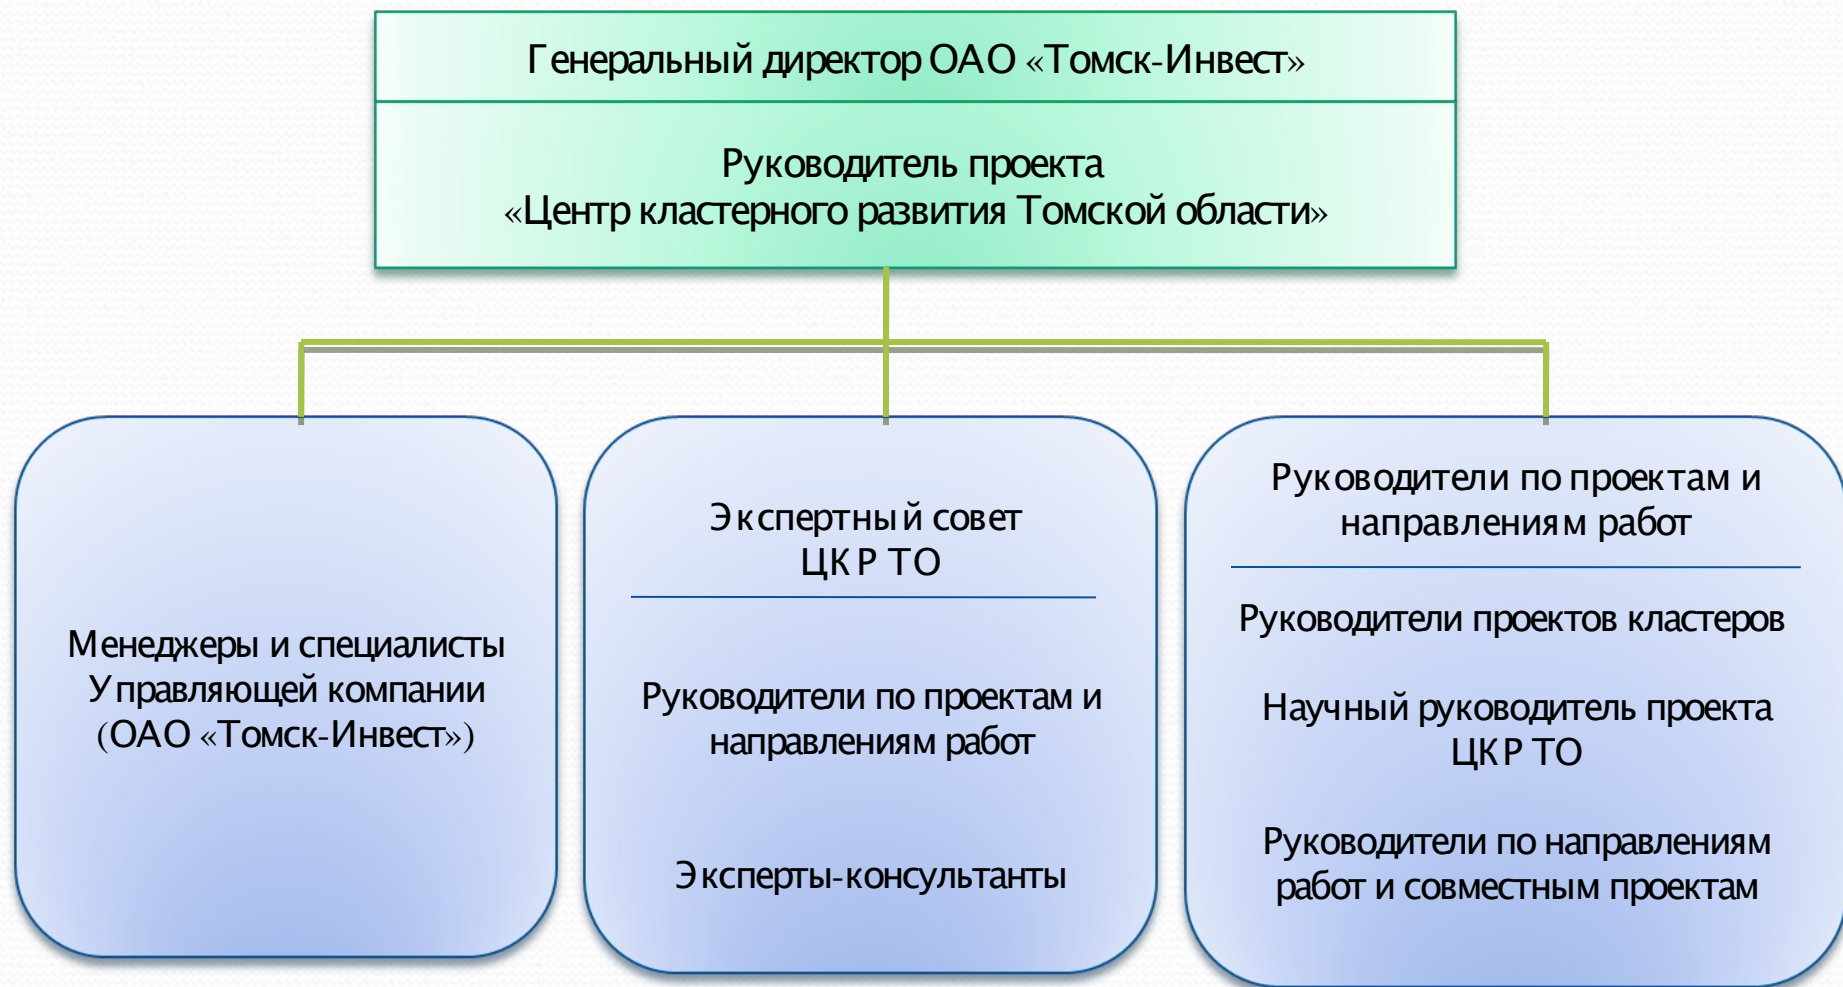 Генеральный директор ОАО «Томск-Инвест»
Руководитель проекта
«Центр кластерного развития Томской области»
Менеджеры и специалисты
Управляющей компании
(ОАО «Томск-Инвест»)
Экспертный совет
ЦКР ТО
Руководители по проектам и
направлениям работ
Эксперты-консультанты
Руководители по проектам и
направлениям работ
Руководители проектов кластеров
Научный руководитель проекта
ЦКР ТО
Руководители по направлениям
работ и совместным проектам